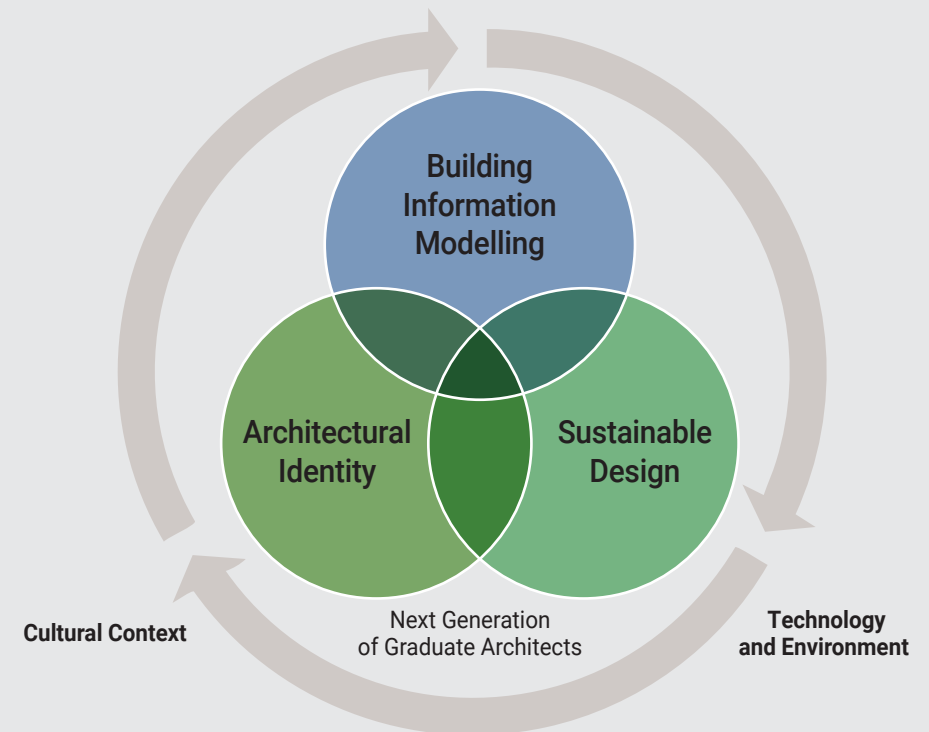 Building
Information
Modelling
Architectural
Identity
Sustainable
Design
Next Generation
of Graduate Architects
Cultural Context
Technology
and Environment